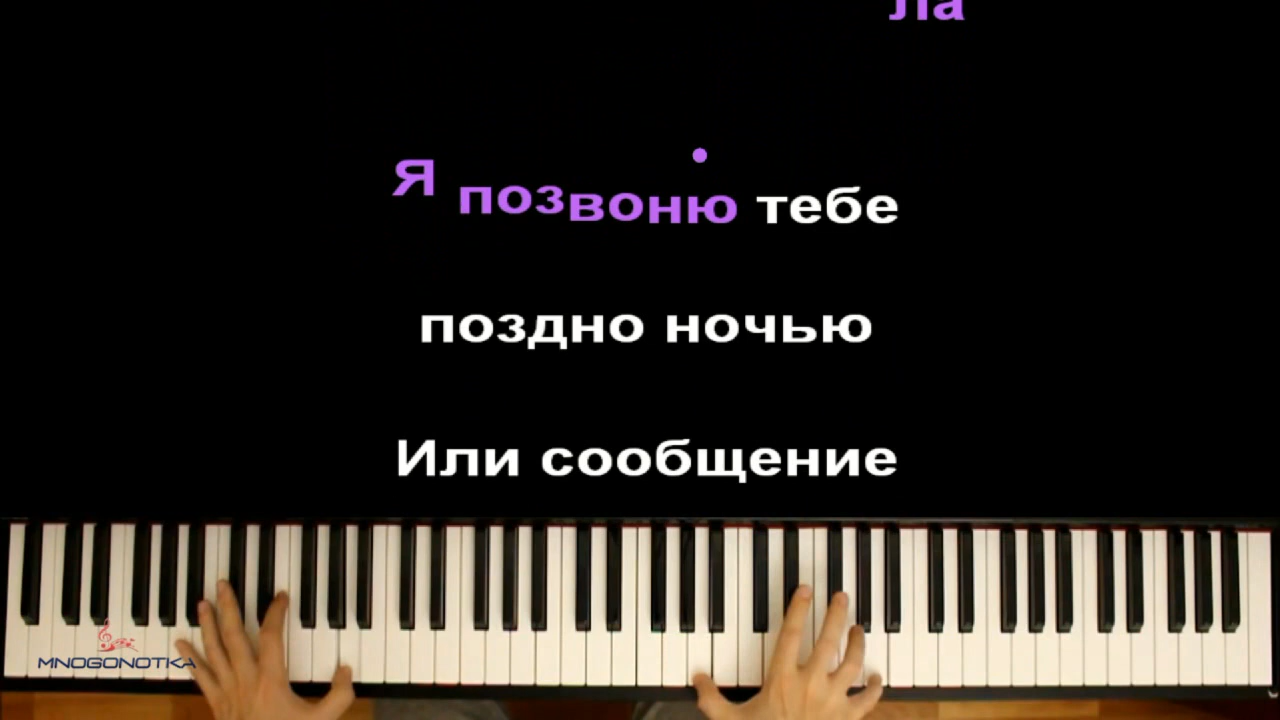 ла
Я позвоню тебе
поздно ночью
Или сообщение
MNOGONOTKA